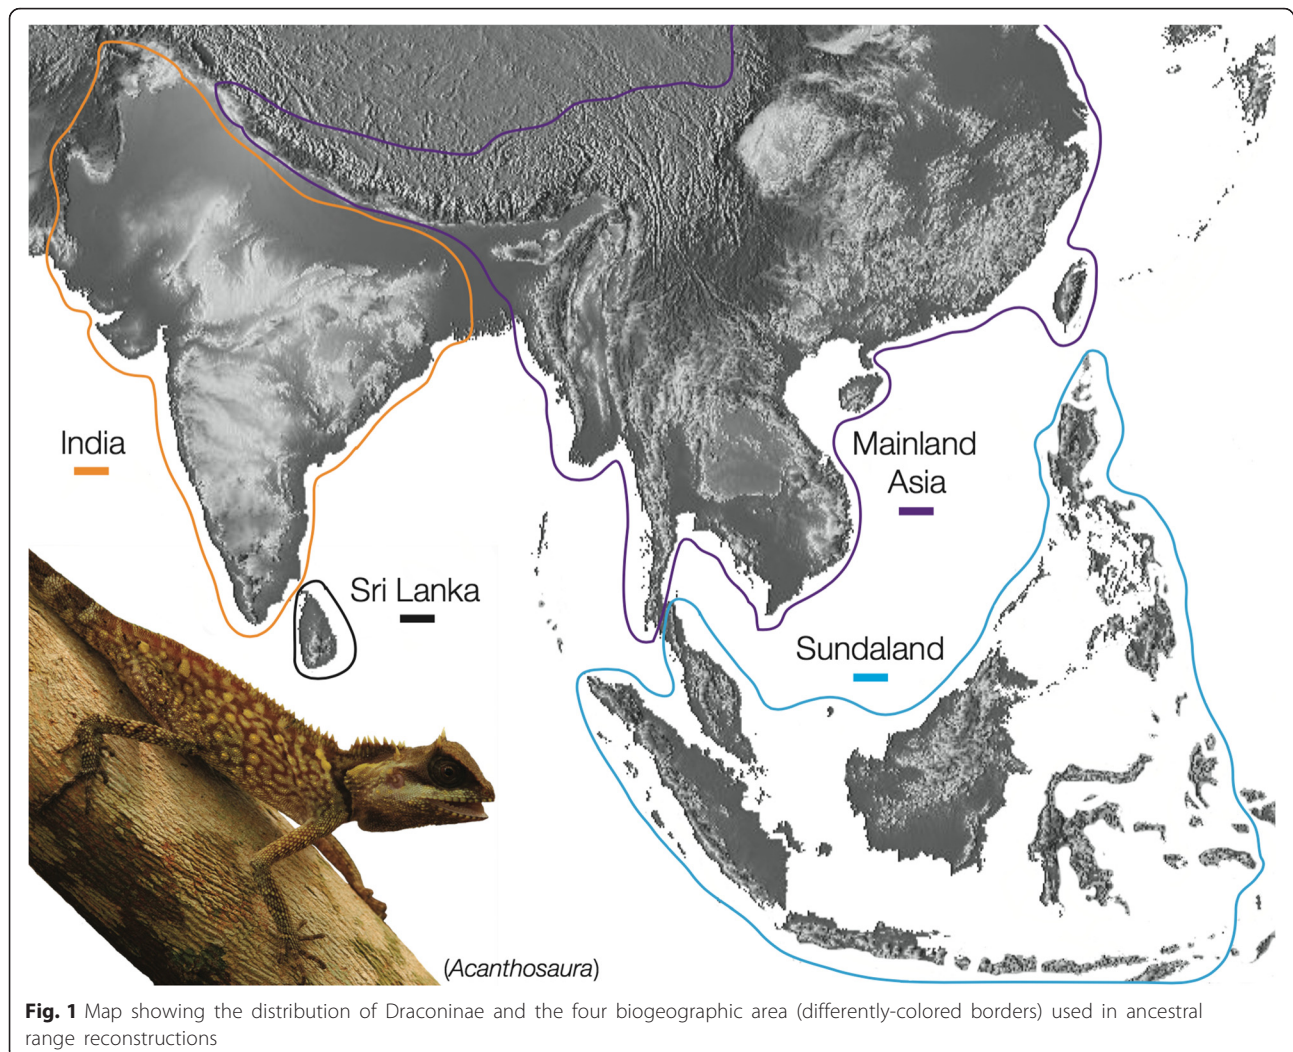 India
Mainland
Asia
Sri Lanka
Sundaland
(Acanthosaura)
Fig. 1 Map showing the distribution of Draconinae and the four biogeographic area (differently-colored borders) used in ancestral
range reconstructions